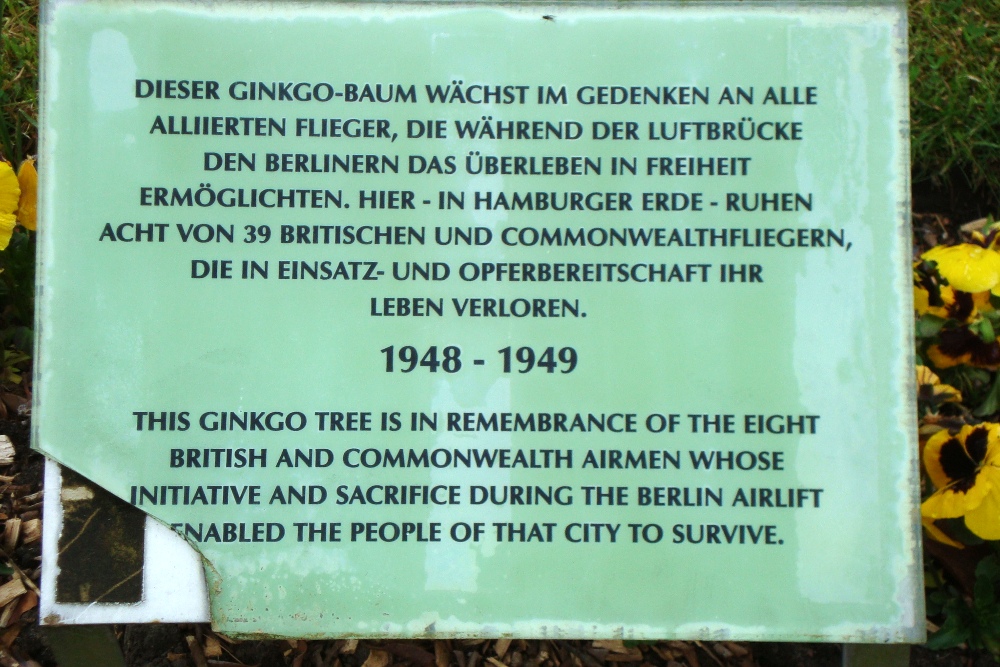 DIESER GINKGO-BAUM WÄCHST IM GEDENKEN AN ALLE
ALLIIERTEN FLIEGER, DIE WÄHREND DER LUFTBRÜCKE
DEN BERLINERN DAS ÜBERLEBEN IN FREIHEIT
ERMÖGLICHTEN. HIER - IN HAMBURGER ERDE - RUHEN
ACHT VON 39 BRITISCHEN UND COMMONWEALTHFLIEGERN,
DIE IN EINSATZ- UND OPFERBEREITSCHAFT IHR
LEBEN VERLOREN.
1948 - 1949
THIS GINKGO TREE IS IN REMEMBRANCE OF THE EIGHT
BRITISH AND COMMONWEALTH AIRMEN WHOSE
INITIATIVE AND SACRIFICE DURING THE BERLIN AIRLIFT
ENABLED THE PEOPLE OF THAT CITY TO SURVIVE.